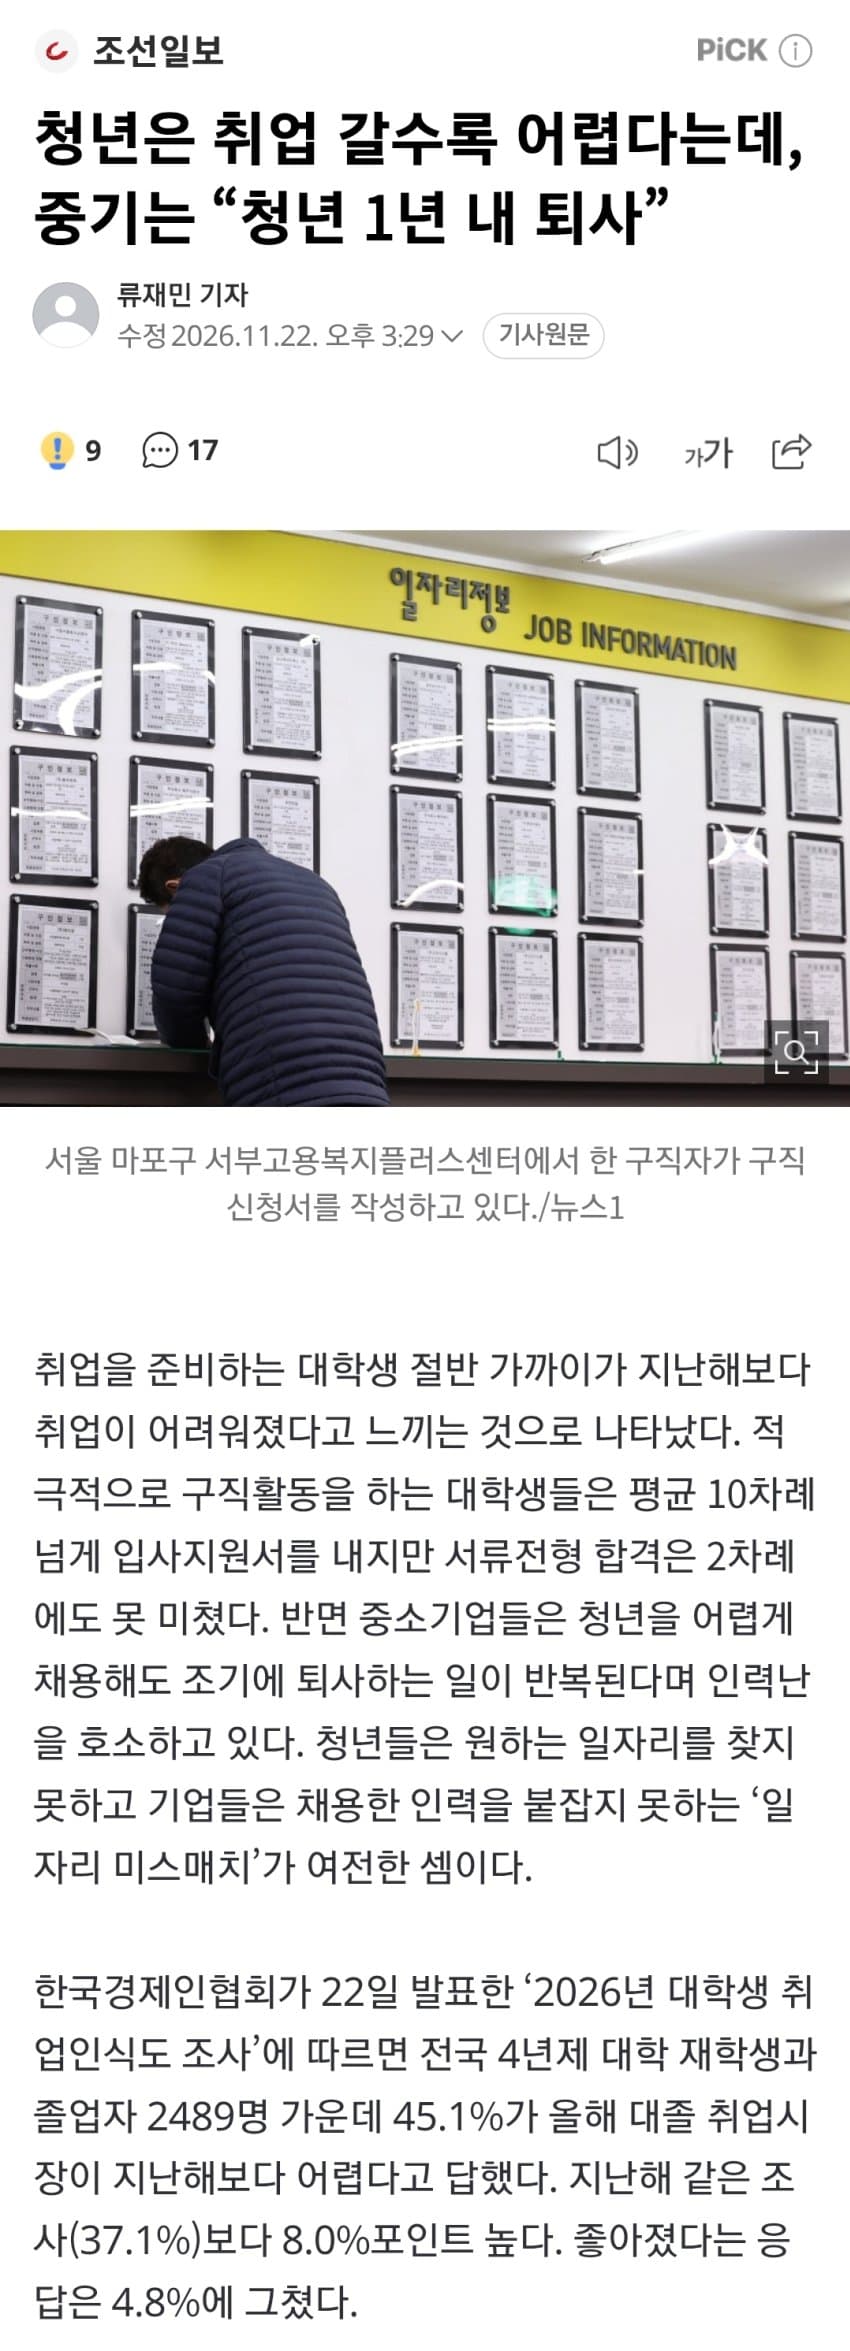 조선일보
PiCK
청년은 취업 갈수록 어렵다는데,
중기는 “청년 1년 내 퇴사”
류재민 기자
수정 2026.11.22. 오후 3:29
기사원문
9
17
가가
일자리정보
JOB INFORMATION
구인정보
서울 마포구 서부고용복지플러스센터에서 한 구직자가 구직
신청서를 작성하고 있다./뉴스1
취업을 준비하는 대학생 절반 가까이가 지난해보다
취업이 어려워졌다고 느끼는 것으로 나타났다. 적
극적으로 구직활동을 하는 대학생들은 평균 10차례
넘게 입사지원서를 내지만 서류전형 합격은 2차례
에도 못 미쳤다. 반면 중소기업들은 청년을 어렵게
채용해도 조기에 퇴사하는 일이 반복된다며 인력난
을 호소하고 있다. 청년들은 원하는 일자리를 찾지
못하고 기업들은 채용한 인력을 붙잡지 못하는 ‘일
자리 미스매치’가 여전한 셈이다.
한국경제인협회가 22일 발표한 ‘2026년 대학생 취
업인식도 조사’에 따르면 전국 4년제 대학 재학생과
졸업자 2489명 가운데 45.1%가 올해 대졸 취업시
장이 지난해보다 어렵다고 답했다. 지난해 같은 조
사(37.1%)보다 8.0%포인트 높다. 좋아졌다는 응
답은 4.8%에 그쳤다.